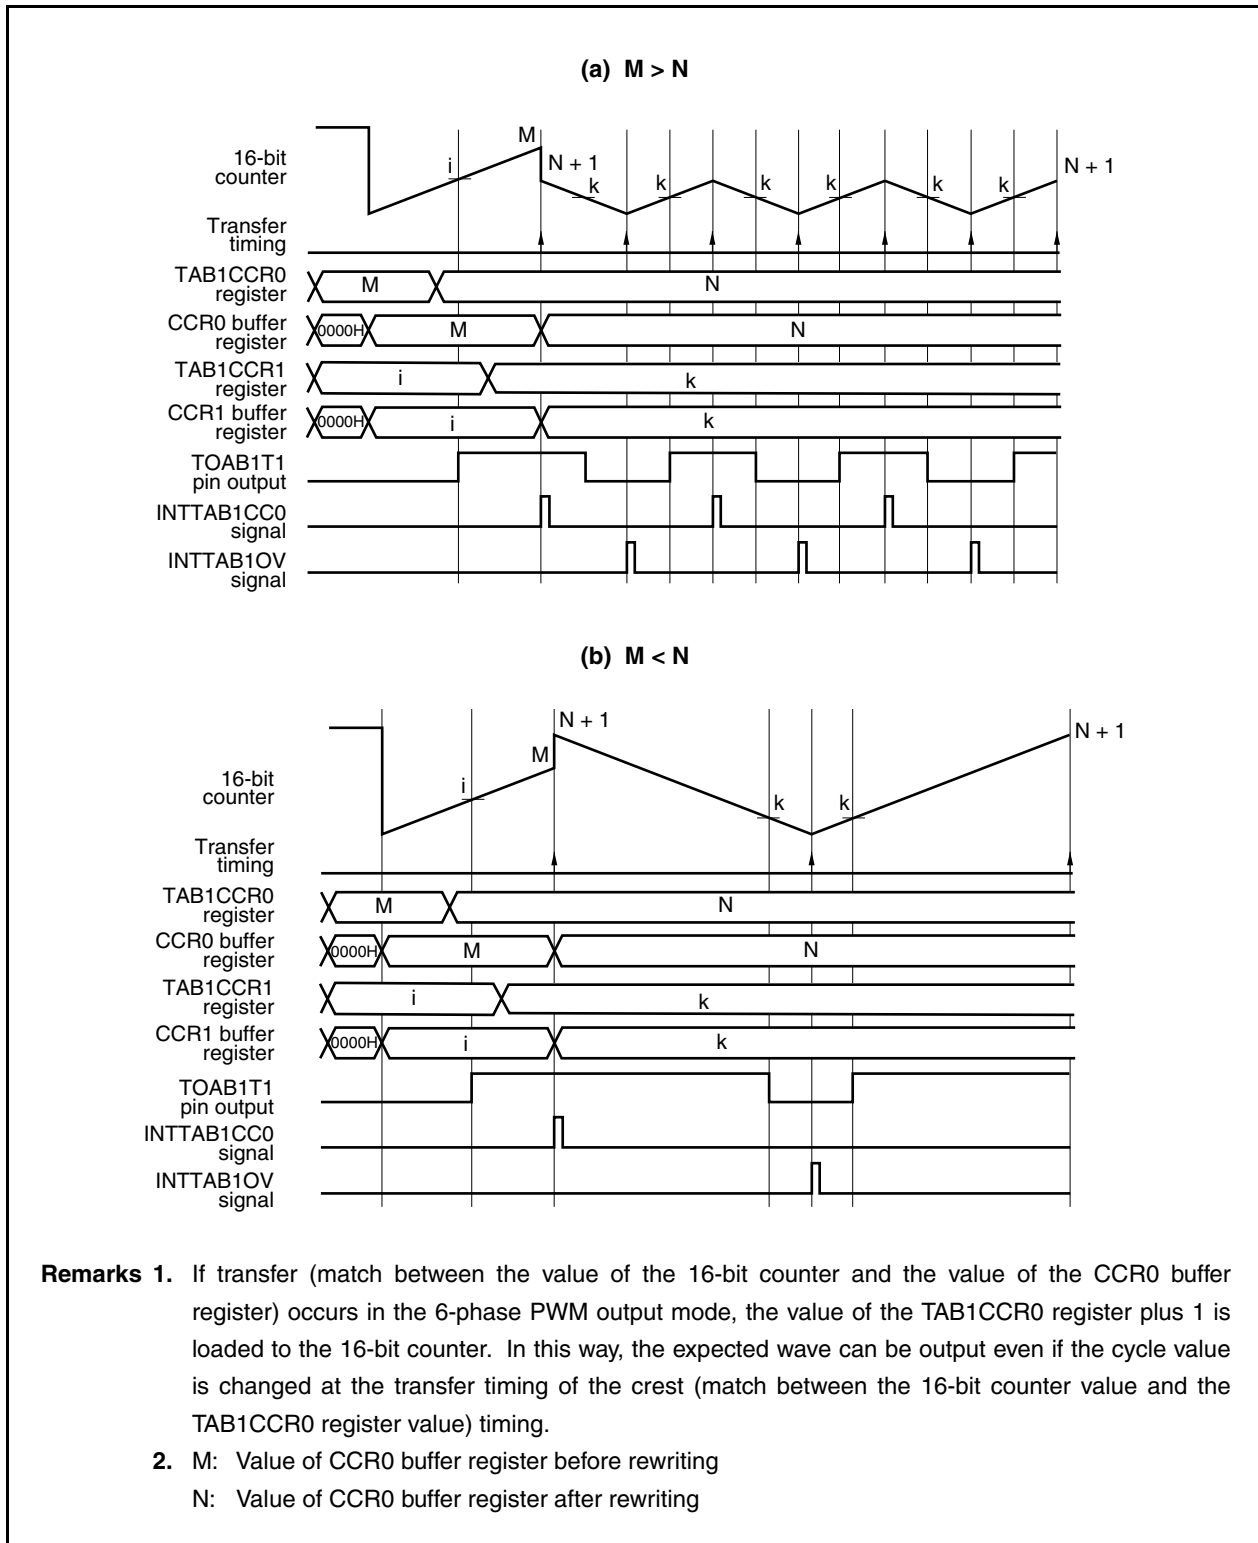 (a) M > N
M
i
N + 1
k
k
k
k
k
k
N + 1
16-bit
counter
Transfer
timing
TAB1CCR0
register
M
N
CCR0 buffer
register
0000H
M
N
TAB1CCR1
register
i
k
CCR1 buffer
register
0000H
i
k
TOAB1T1
pin output
INTTAB1CC0
signal
INTTAB1OV
signal
(b) M < N
N + 1
N + 1
M
i
k
k
16-bit
counter
Transfer
timing
TAB1CCR0
register
M
N
CCR0 buffer
register
0000H
M
N
TAB1CCR1
register
i
k
CCR1 buffer
register
0000H
i
k
TOAB1T1
pin output
INTTAB1CC0
signal
INTTAB1OV
signal
Remarks 1. If transfer (match between the value of the 16-bit counter and the value of the CCR0 buffer
register) occurs in the 6-phase PWM output mode, the value of the TAB1CCR0 register plus 1 is
loaded to the 16-bit counter. In this way, the expected wave can be output even if the cycle value
is changed at the transfer timing of the crest (match between the 16-bit counter value and the
TAB1CCR0 register value) timing.
2. M: Value of CCR0 buffer register before rewriting
N: Value of CCR0 buffer register after rewriting